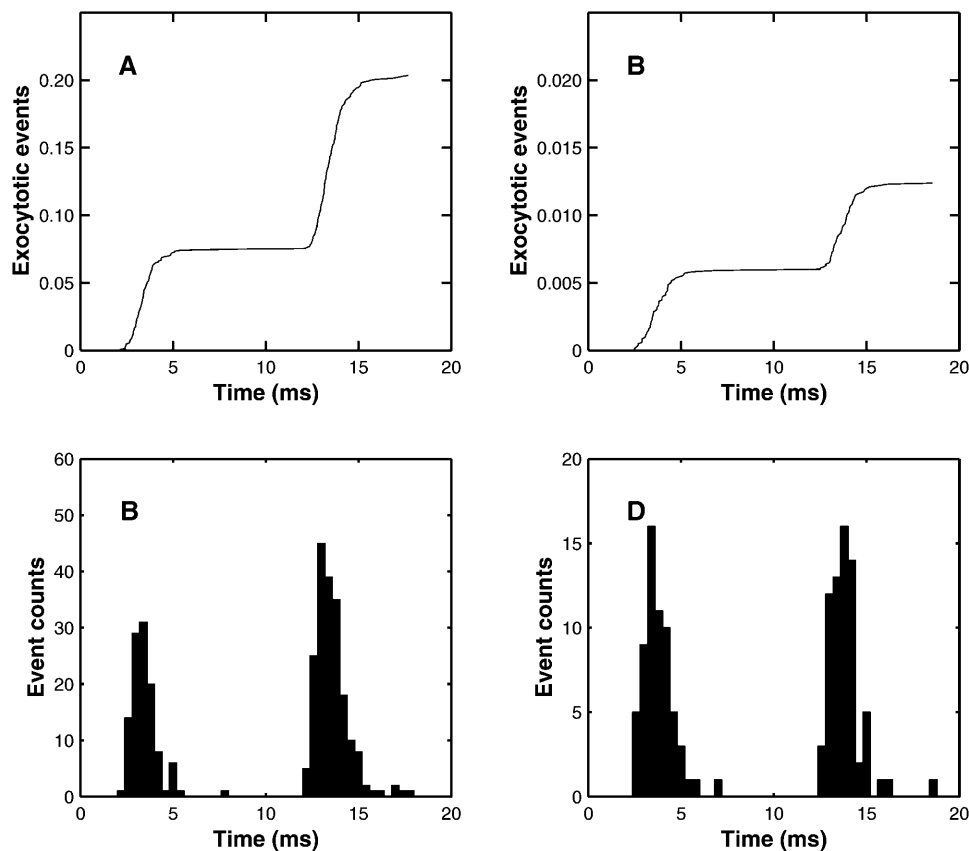 A
Exocytotic events
0.20
0.15
0.10
0.05
0
0 5 10 15 20
Time (ms)
B
Exocytotic events
0.020
0.015
0.010
0.005
0
0 5 10 15 20
Time (ms)
B
Event counts
60
50
40
30
20
10
0
0 5 10 15 20
Time (ms)
D
Event counts
20
15
10
5
0
0 5 10 15 20
Time (ms)